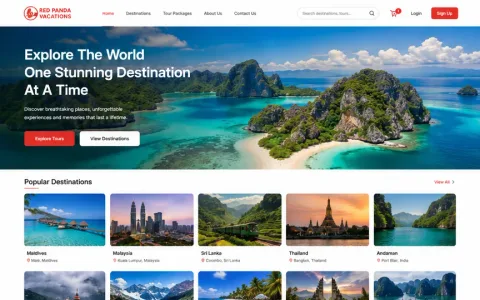 RED PANDA
VACATIONS
Home
Destinations
Tour Packages
About Us
Contact Us
Search destinations, tours...
Login
Sign Up
Explore The World
One Stunning Destination
At A Time
Discover breathtaking places, unforgettable
experiences and memories that last a lifetime.
Explore Tours
View Destinations
Popular Destinations
View All
Maldives
Male, Maldives
Malaysia
Kuala Lumpur, Malaysia
Sri Lanka
Colombo, Sri Lanka
Thailand
Bangkok, Thailand
Andaman
Port Blair, India